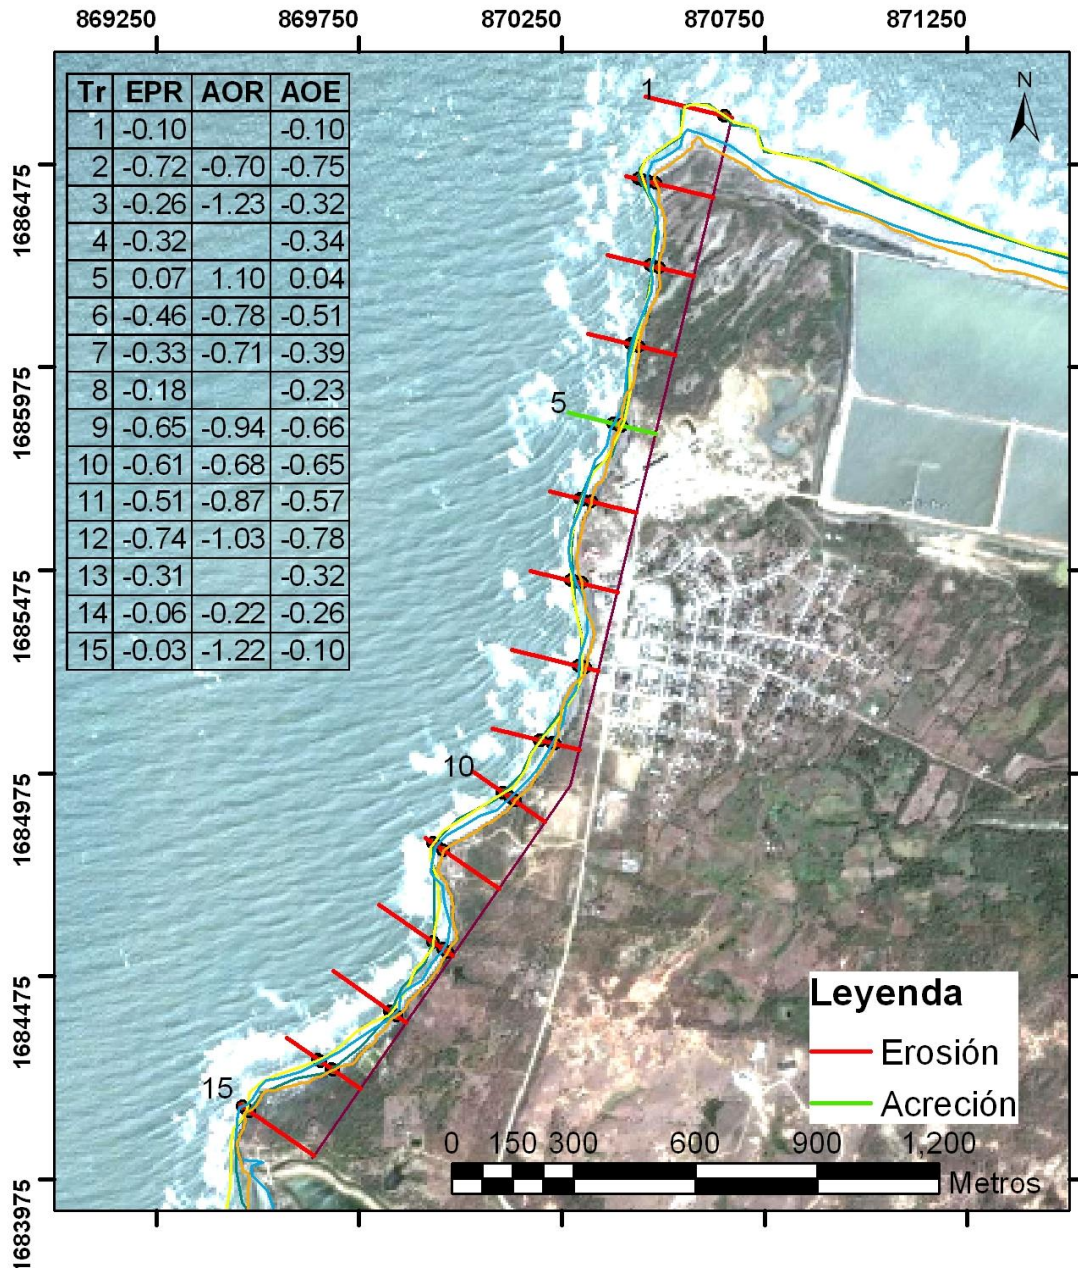 869250 869750 870250 870750 871250
N
Tr EPR AOR AOE
1 -0.10 -0.10
2 -0.72 -0.70 -0.75
3 -0.26 -1.23 -0.32
4 -0.32 -0.34
5 0.07 1.10 0.04
6 -0.46 -0.78 -0.51
7 -0.33 -0.71 -0.39
8 -0.18 -0.23
9 -0.65 -0.94 -0.66
10 -0.61 -0.68 -0.65
11 -0.51 -0.87 -0.57
12 -0.74 -1.03 -0.78
13 -0.31 -0.32
14 -0.06 -0.22 -0.26
15 -0.03 -1.22 -0.10
1
5
10
15
1686475
1685975
1685475
1684975
1684475
1683975
Leyenda
Erosión
Acreción
0 150 300 600 900 1,200
Metros